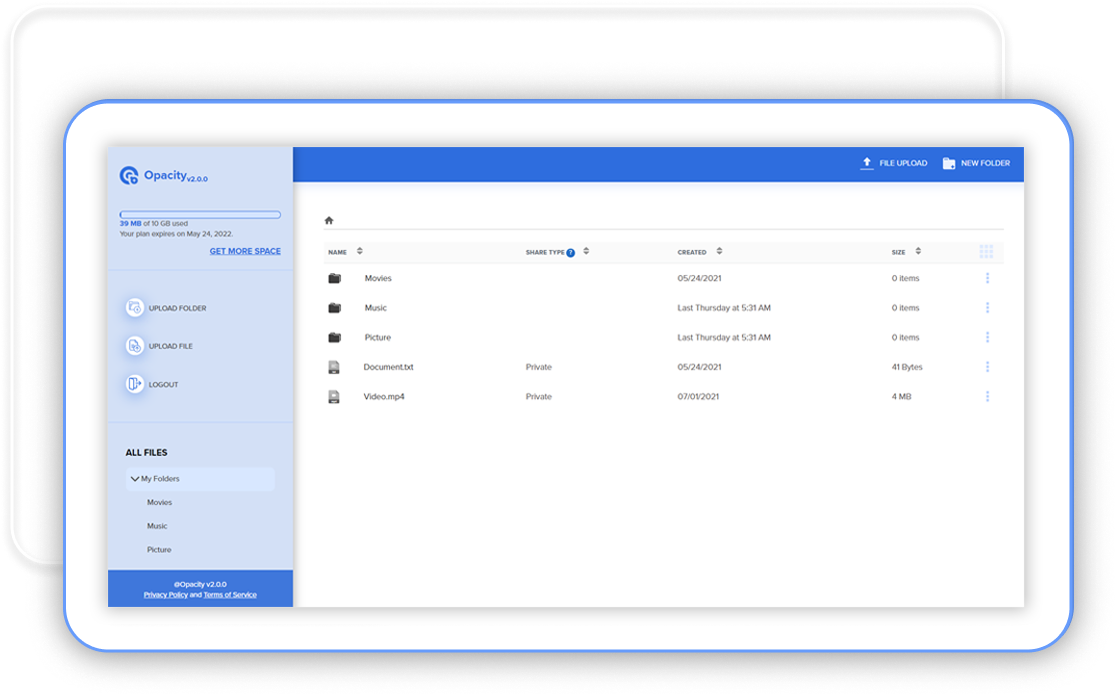 Opacity v2.0.0
39 MB of 10 GB used
Your plan expires on May 24, 2022.
GET MORE SPACE
UPLOAD FOLDER
UPLOAD FILE
LOGOUT
ALL FILES
My Folders
Movies
Music
Picture
@Opacity v2.0.0
Privacy Policy and Terms of Service
FILE UPLOAD NEW FOLDER
NAME SHARE TYPE ? CREATED SIZE
Movies 05/24/2021 0 items
Music Last Thursday at 5:31 AM 0 items
Picture Last Thursday at 5:31 AM 0 items
Document.txt Private 05/24/2021 41 Bytes
Video.mp4 Private 07/01/2021 4 MB